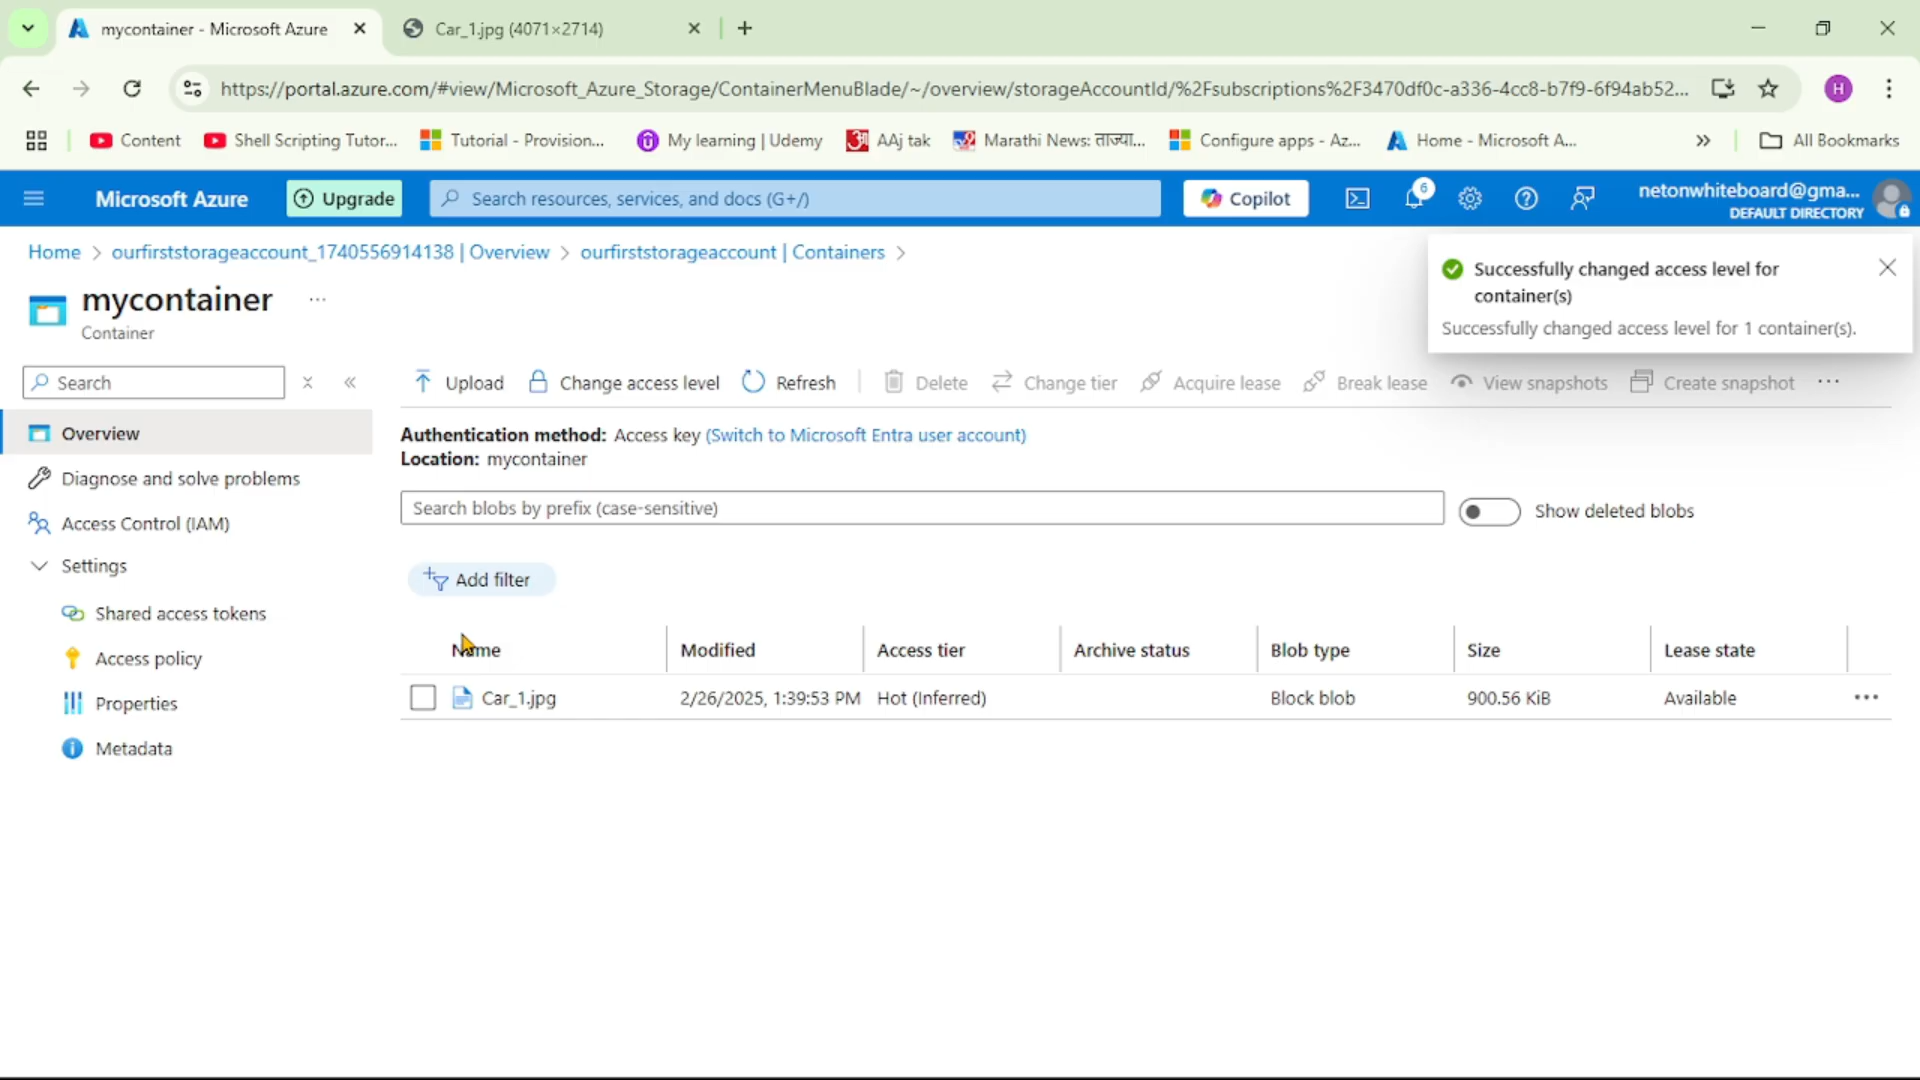 mycontainer - Microsoft Azure
Car_1.jpg (4071×2714)
https://portal.azure.com/#view/Microsoft_Azure_Storage/ContainerMenuBlade/~/overview/storageAccountId/%2Fsubscriptions%2F3470df0c-a336-4cc8-b7f9-6f94ab52...
H
Content
Shell Scripting Tutor...
Tutorial - Provision...
My learning | Udemy
AAj tak
Marathi News: ताज्या...
Configure apps - Az...
Home - Microsoft A...
All Bookmarks
Microsoft Azure
Upgrade
Search resources, services, and docs (G+/)
Copilot
6
netonwhiteboard@gma...
DEFAULT DIRECTORY
Home > ourfirststorageaccount_1740556914138 | Overview > ourfirststorageaccount | Containers >
Successfully changed access level for
container(s)
Successfully changed access level for 1 container(s).
mycontainer ...
Container
Search
Upload
Change access level
Refresh
Delete
Change tier
Acquire lease
Break lease
View snapshots
Create snapshot
...
Overview
Diagnose and solve problems
Access Control (IAM)
Settings
Shared access tokens
Access policy
Properties
Metadata
Authentication method: Access key (Switch to Microsoft Entra user account)
Location: mycontainer
Search blobs by prefix (case-sensitive)
Show deleted blobs
Add filter
Name Modified Access tier Archive status Blob type Size Lease state
Car_1.jpg 2/26/2025, 1:39:53 PM Hot (Inferred) Block blob 900.56 KiB Available ...